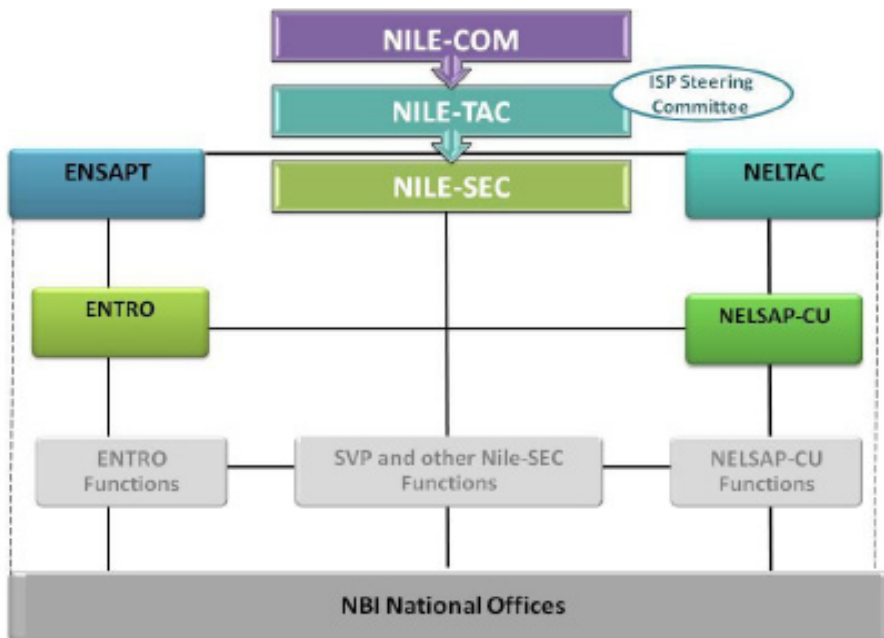 NILE-COM
ISP Steering
Committee
NILE-TAC
ENSAPT
NILE-SEC
NELTAC
ENTRO
NELSAP-CU
ENTRO
Functions
SVP and other Nile-SEC
Functions
NELSAP-CU
Functions
NBI National Offices